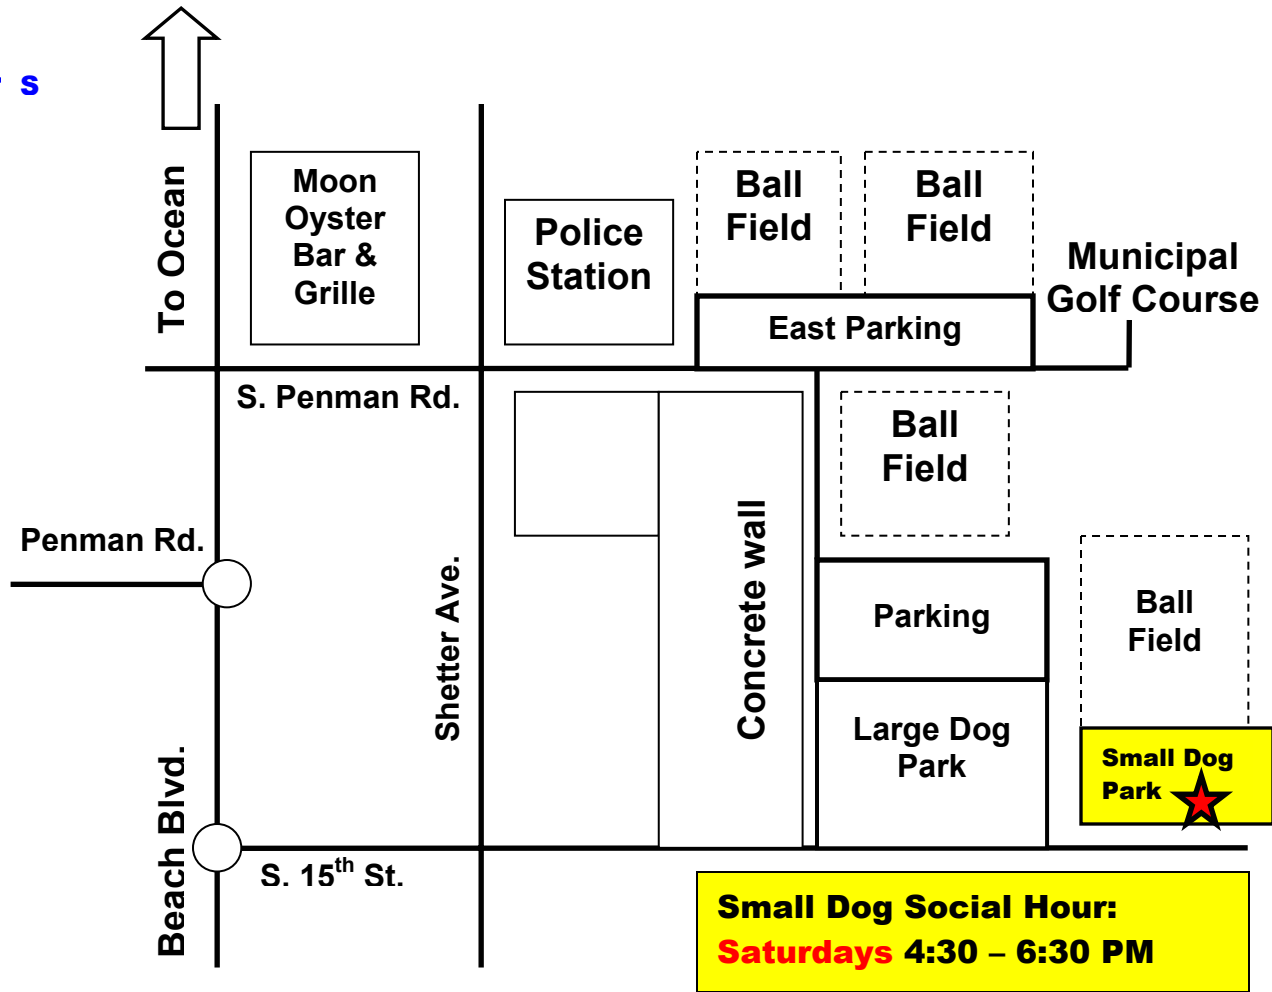 s
To Ocean
Moon
Oyster
Bar &
Grille
Police
Station
Ball
Field
Ball
Field
Municipal
Golf Course
East Parking
S. Penman Rd.
Ball
Field
Penman Rd.
Shetter Ave.
Concrete wall
Parking
Ball
Field
Large Dog
Park
Small Dog
Park
Beach Blvd.
S. 15th St.
Small Dog Social Hour:
Saturdays 4:30 – 6:30 PM